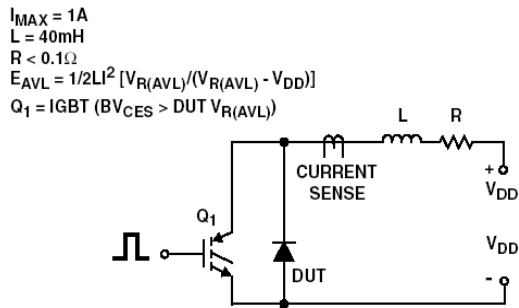 IMAX = 1A
L = 40mH
R < 0.1Ω
EAVL = 1/2LI² [VR(AVL)/(VR(AVL) - VDD)]
Q1 = IGBT (BVCES > DUT VR(AVL))
L
R
CURRENT
SENSE
+
VDD
Q1
VDD
DUT
-